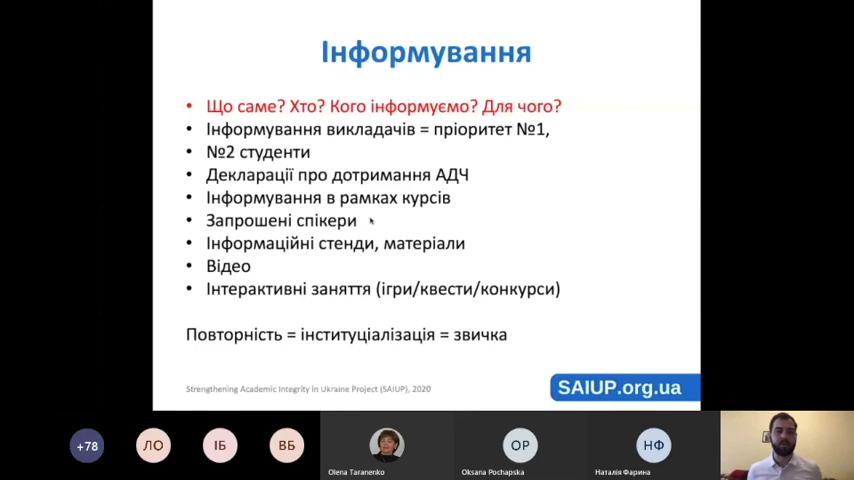 Інформування
• Що саме? Хто? Кого інформуємо? Для чого?
• Інформування викладачів = пріоритет №1,
• №2 студенти
• Декларації про дотримання АДЧ
• Інформування в рамках курсів
• Запрошені спікери
• Інформаційні стенди, матеріали
• Відео
• Інтерактивні заняття (ігри/квести/конкурси)
Повторність = інституціалізація = звичка
Strengthening Academic Integrity in Ukraine Project (SAIUP), 2020
SAIUP.org.ua
+78
ЛО
ІБ
ВБ
ОР
НФ
Olena Taranenko
Oksana Pochapska
Наталія Фарина